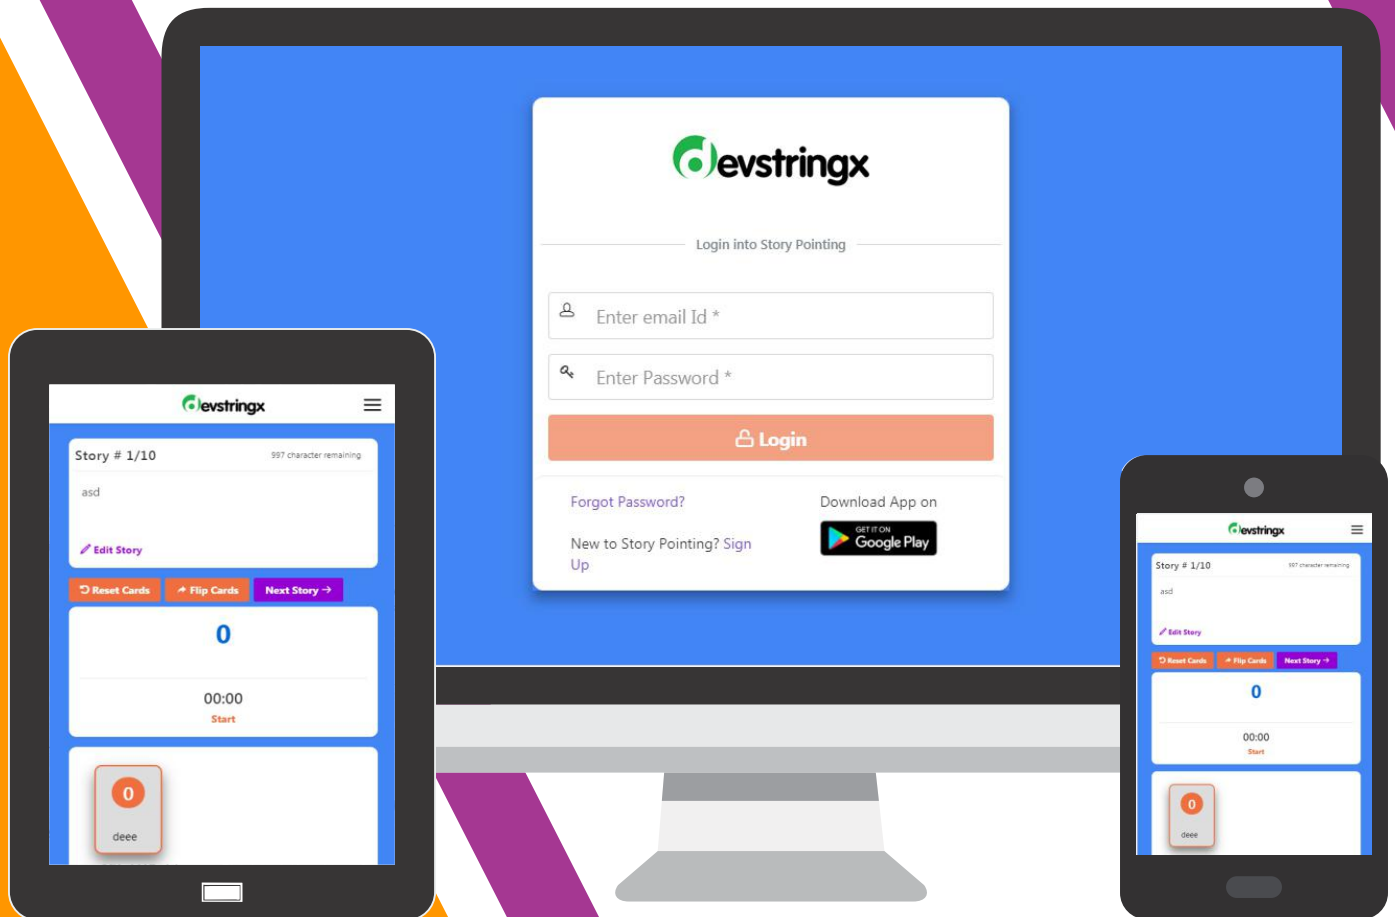 devstringx
Login into Story Pointing
Enter email Id *
Enter Password *
Login
Forgot Password?
Download App on
GET IT ON
Google Play
New to Story Pointing? Sign
Up
devstringx
Story # 1/10
997 character remaining
asd
Edit Story
Reset Cards
Flip Cards
Next Story →
0
00:00
Start
0
deee
devstringx
Story # 1/10
997 character remaining
asd
Edit Story
Reset Cards
Flip Cards
Next Story →
0
00:00
Start
0
deee